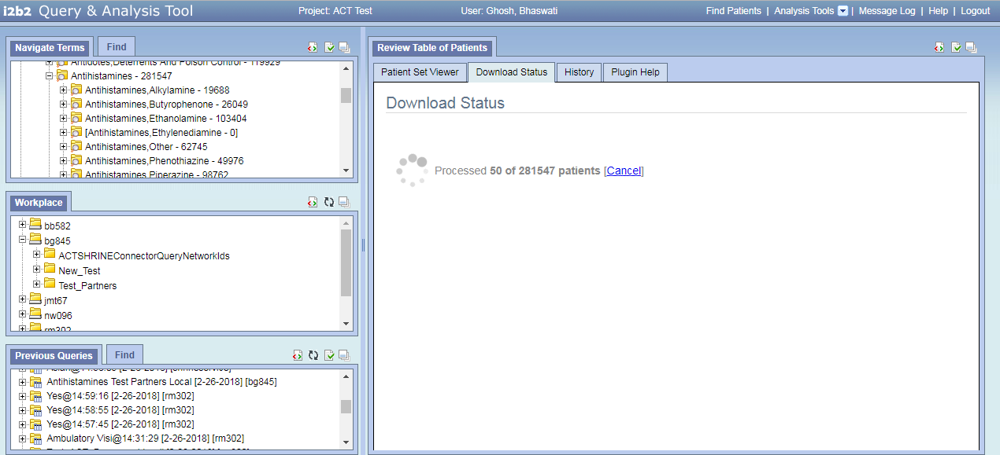 i2b2 Query & Analysis Tool
Project: ACT Test
User: Ghosh, Bhaswati
Find Patients | Analysis Tools | Message Log | Help | Logout
Navigate Terms
Find
Antidotes,Deterrents And Poison Control - 119929
Antihistamines - 281547
Antihistamines,Alkylamine - 19688
Antihistamines,Butyrophenone - 26049
Antihistamines,Ethanolamine - 103404
[Antihistamines,Ethylenediamine - 0]
Antihistamines,Other - 62745
Antihistamines,Phenothiazine - 49976
Antihistamines,Piperazine - 98762
Workplace
bb582
bg845
ACTSHRINEConnectorQueryNetworkIds
New_Test
Test_Partners
jmt67
nw096
rm302
Previous Queries
Find
Antihistamines Test Partners Local [2-26-2018] [bg845]
Yes@14:59:16 [2-26-2018] [rm302]
Yes@14:58:55 [2-26-2018] [rm302]
Yes@14:57:45 [2-26-2018] [rm302]
Ambulatory Visi@14:31:29 [2-26-2018] [rm302]
Review Table of Patients
Patient Set Viewer
Download Status
History
Plugin Help
Download Status
Processed 50 of 281547 patients [Cancel]